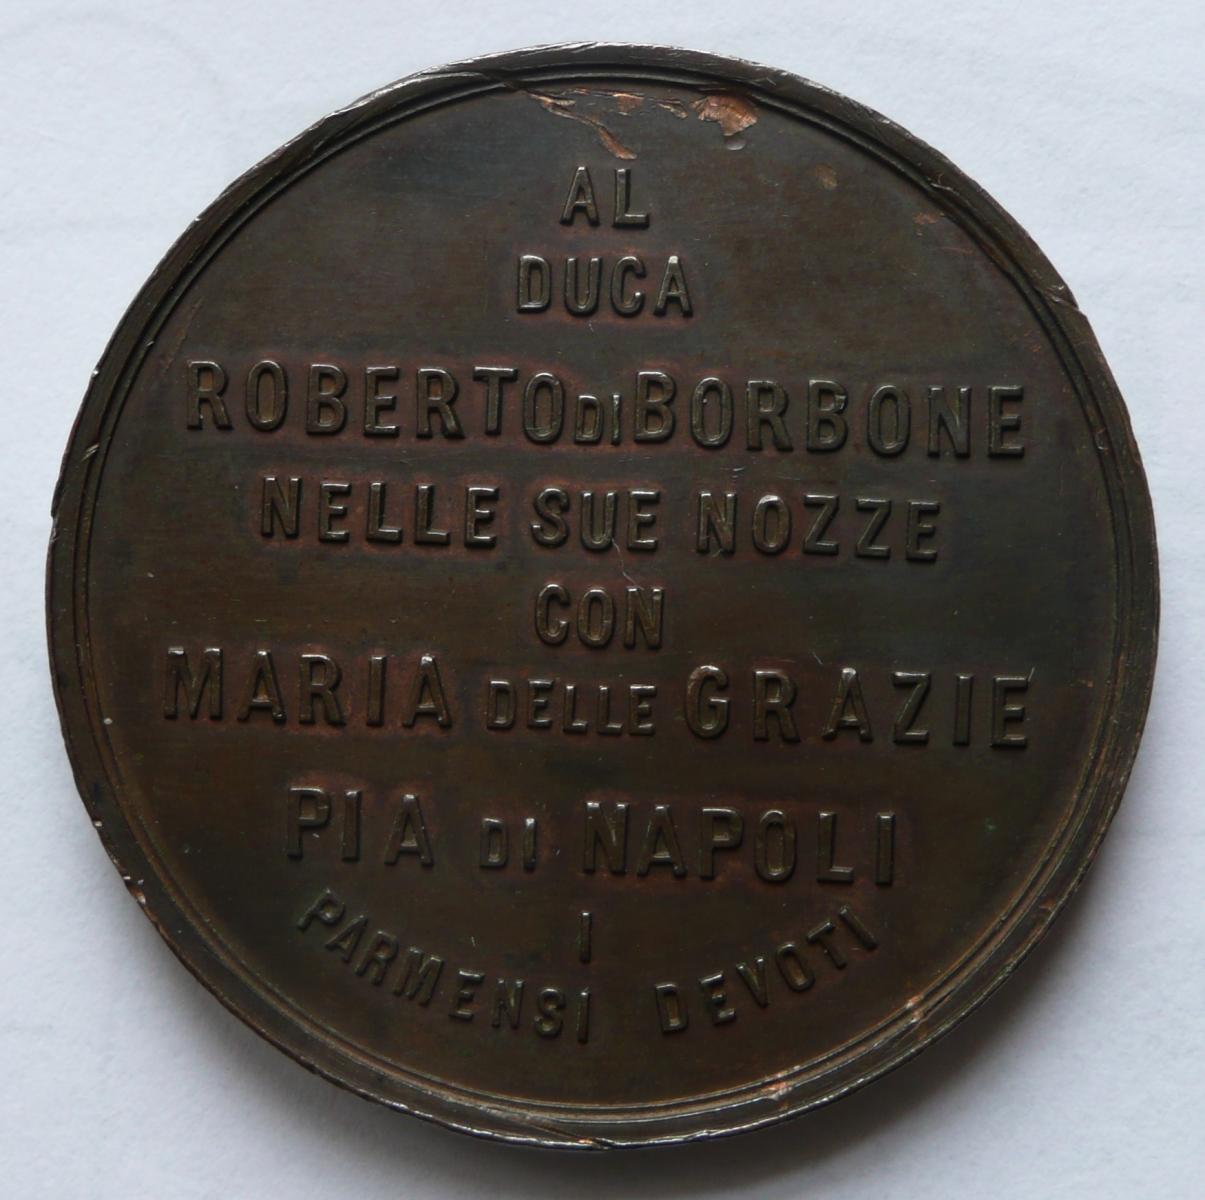 AL
DUCA
ROBERTO DI BORBONE
NELLE SUE NOZZE
CON
MARIA DELLE GRAZIE
PIA DI NAPOLI
I
PARMENSI DEVOTI